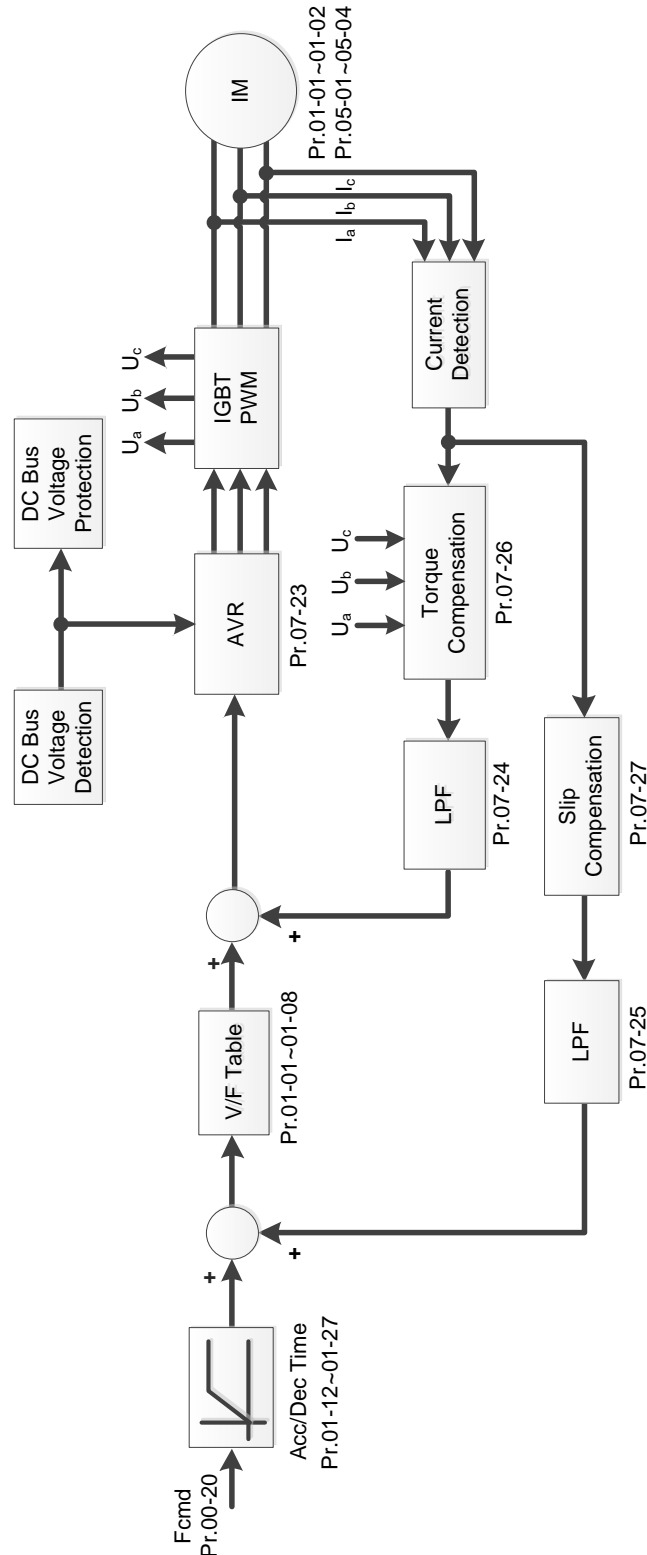 Fcmd
Pr.00-20
Acc/Dec Time
Pr.01-12~01-27
+
+
V/F Table
Pr.01-01~01-08
+
+
DC Bus
Voltage
Detection
DC Bus
Voltage
Protection
AVR
Pr.07-23
IGBT
PWM
Ua
Ub
Uc
IM
Pr.01-01~01-02
Pr.05-01~05-04
Ia
Ib
Ic
Current
Detection
Ua
Ub
Uc
Torque
Compensation
Pr.07-26
LPF
Pr.07-24
Slip
Compensation
Pr.07-27
LPF
Pr.07-25